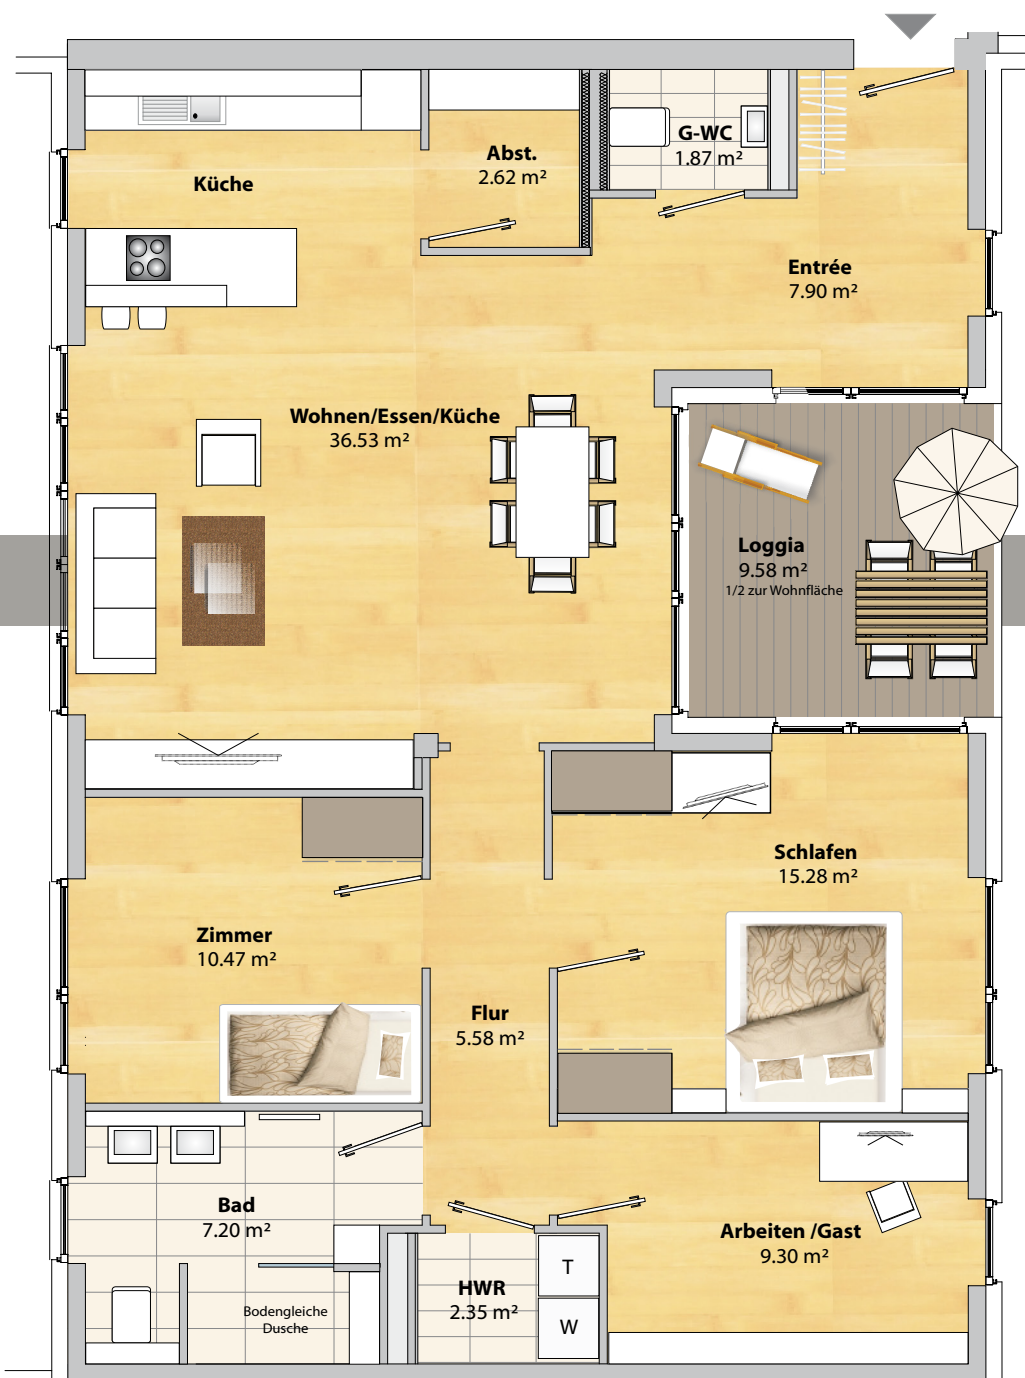 Küche
Abst.
2.62 m²
G-WC
1.87 m²
Entrée
7.90 m²
Wohnen/Essen/Küche
36.53 m²
Loggia
9.58 m²
1/2 zur Wohnfläche
Schlafen
15.28 m²
Zimmer
10.47 m²
Flur
5.58 m²
Bad
7.20 m²
Arbeiten /Gast
9.30 m²
HWR
2.35 m²
T
W
Bodengleiche
Dusche